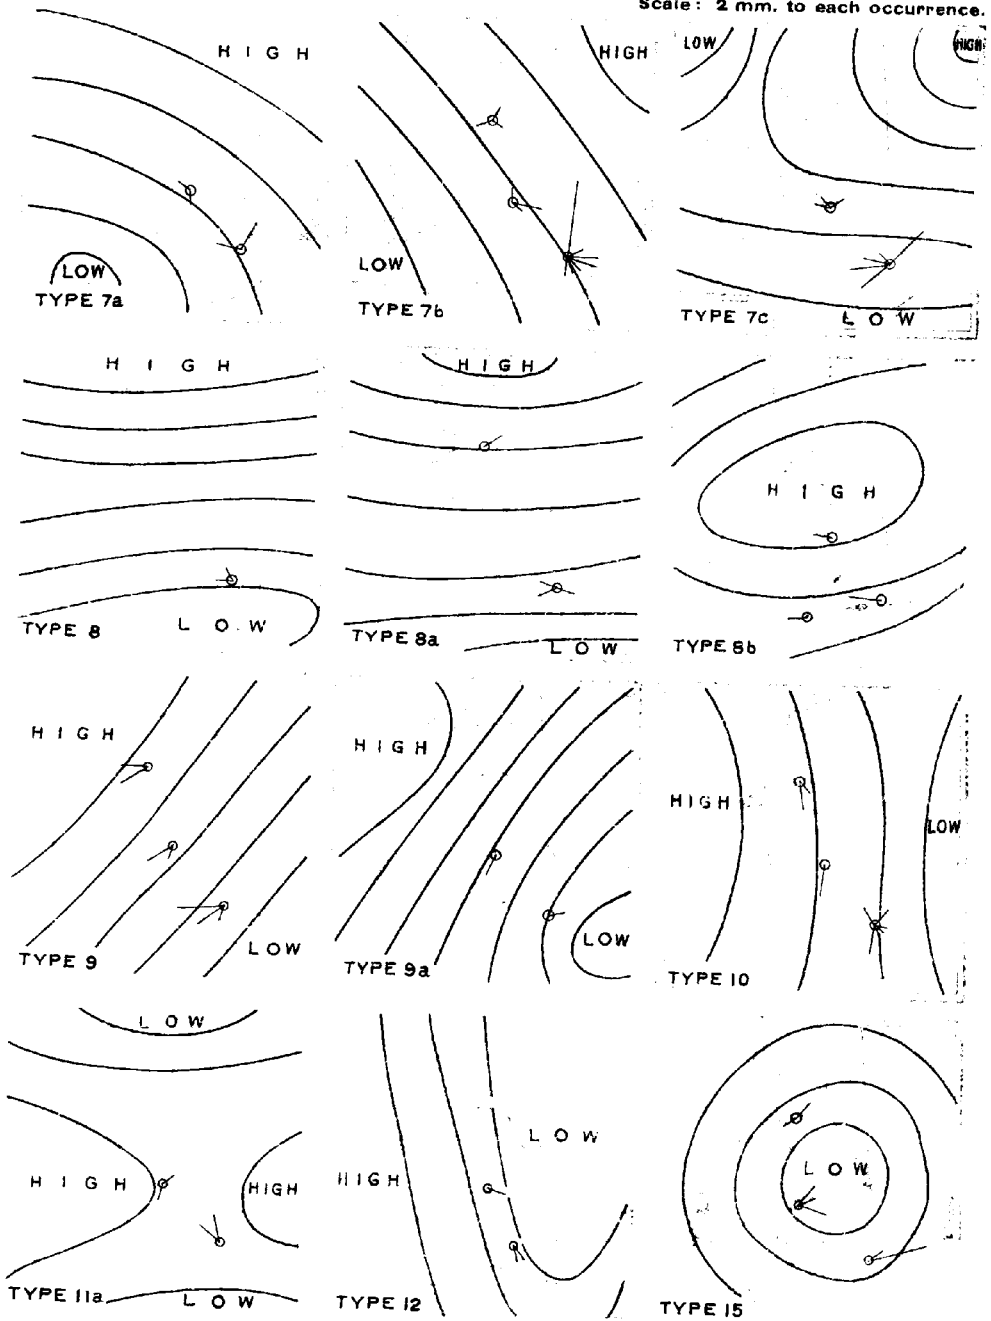 Scale: 2 mm. to each occurrence.
HIGH
LOW
TYPE 7a
HIGH
LOW
TYPE 7b
LOW
HIGH
TYPE 7c
LOW
HIGH
TYPE 8
LOW
HIGH
TYPE 8a
LOW
HIGH
TYPE 8b
HIGH
TYPE 9
LOW
HIGH
TYPE 9a
LOW
HIGH
LOW
TYPE 10
LOW
HIGH
HIGH
TYPE 11a
LOW
HIGH
LOW
TYPE 12
LOW
TYPE 15